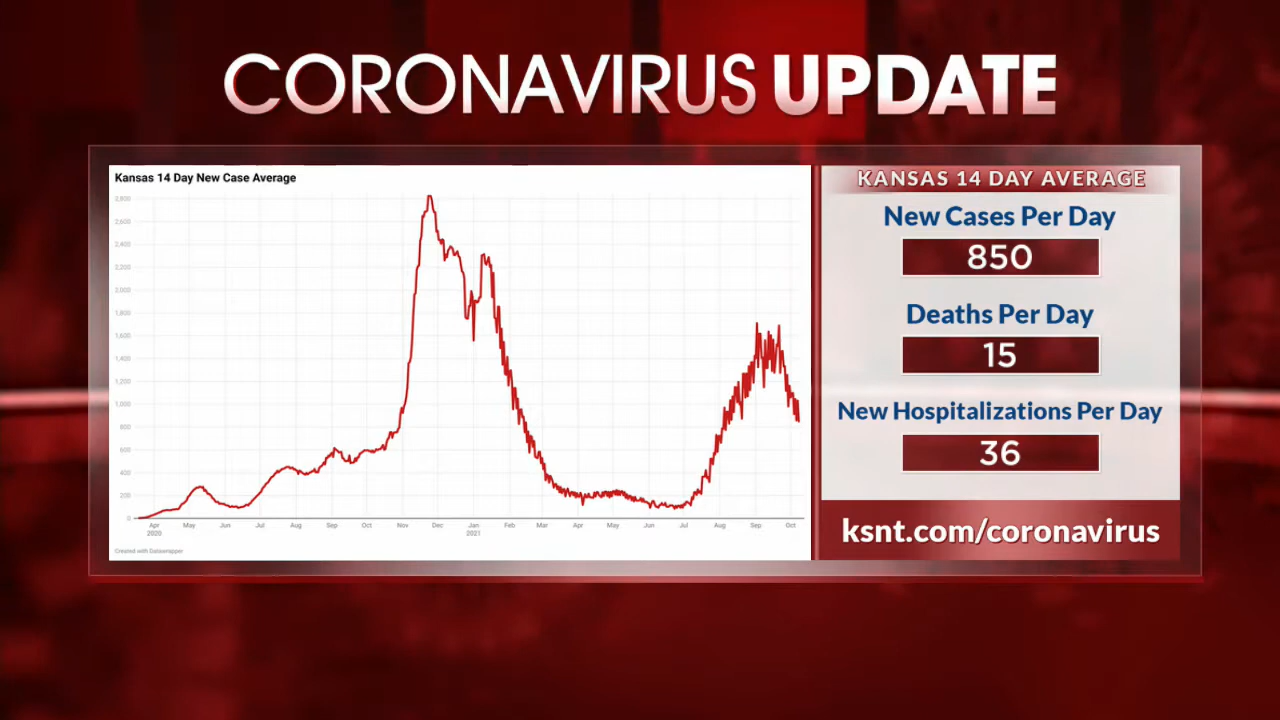 CORONAVIRUS UPDATE
Kansas 14 Day New Case Average
2,800
2,600
2,400
2,200
2,000
1,800
1,600
1,400
1,200
1,000
800
600
400
200
0
Apr May Jun Jul Aug Sep Oct Nov Dec Jan Feb Mar Apr May Jun Jul Aug Sep Oct
2020 2021
Created with Datawrapper
KANSAS 14 DAY AVERAGE
New Cases Per Day
850
Deaths Per Day
15
New Hospitalizations Per Day
36
ksnt.com/coronavirus